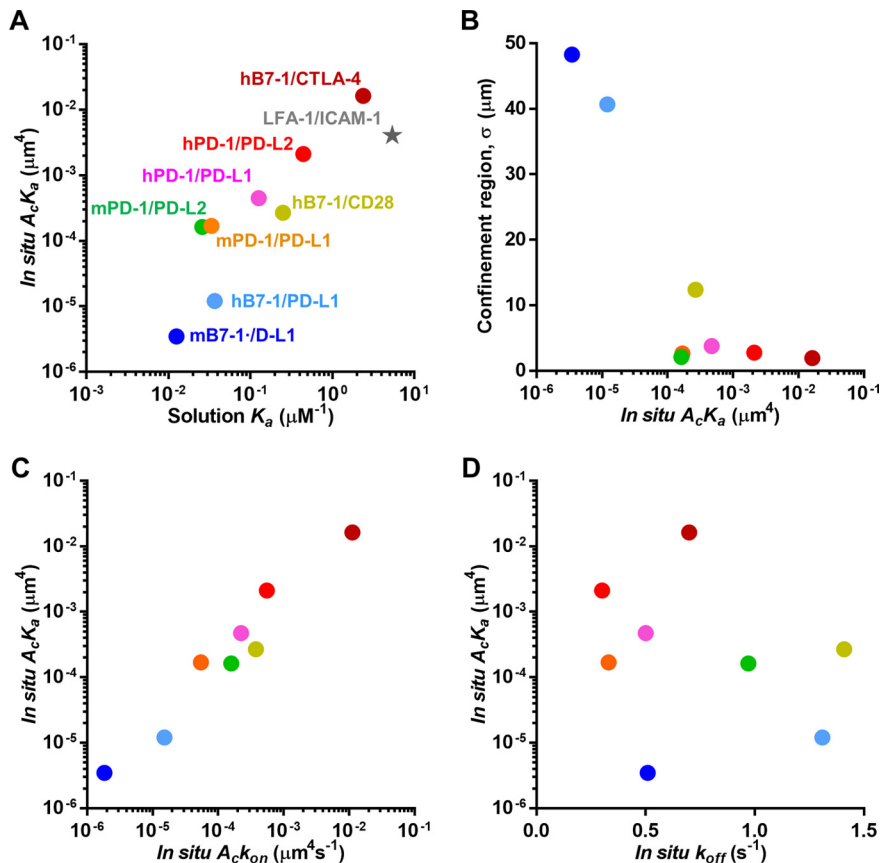 A
In situ AcKa (μm4)
10-1
10-2
10-3
10-4
10-5
10-6
hB7-1/CTLA-4
LFA-1/ICAM-1
hPD-1/PD-L2
hPD-1/PD-L1
mPD-1/PD-L2
hB7-1/CD28
mPD-1/PD-L1
hB7-1/PD-L1
mB7-1·/D-L1
10-3 10-2 10-1 100 101
Solution Ka (μM-1)
B
Confinement region, σ (μm)
50
40
30
20
10
0
10-6 10-5 10-4 10-3 10-2 10-1
In situ AcKa (μm4)
C
In situ AcKa (μm4)
10-1
10-2
10-3
10-4
10-5
10-6
10-6 10-5 10-4 10-3 10-2 10-1
In situ Ackon (μm4s-1)
D
In situ AcKa (μm4)
10-1
10-2
10-3
10-4
10-5
10-6
0.0 0.5 1.0 1.5
In situ koff (s-1)